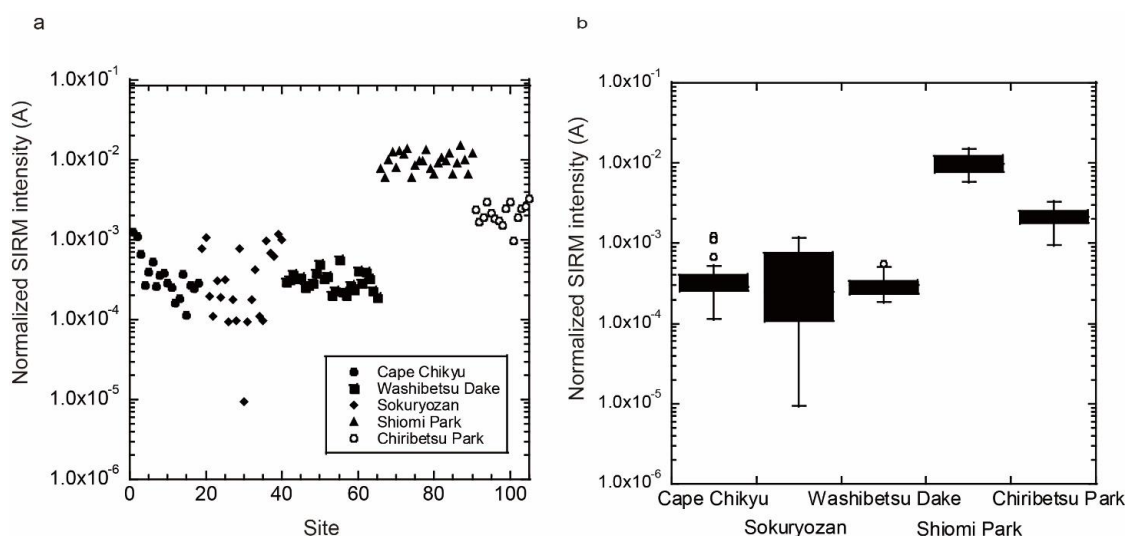 a
Normalized SIRM intensity (A)
1.0x10⁻¹
1.0x10⁻²
1.0x10⁻³
1.0x10⁻⁴
1.0x10⁻⁵
1.0x10⁻⁶
0
20
40
60
80
100
Site
Cape Chikyu
Washibetsu Dake
Sokuryozan
Shiomi Park
Chiribetsu Park
b
Normalized SIRM intensity (A)
1.0x10⁻¹
1.0x10⁻²
1.0x10⁻³
1.0x10⁻⁴
1.0x10⁻⁵
1.0x10⁻⁶
Cape Chikyu
Sokuryozan
Washibetsu Dake
Shiomi Park
Chiribetsu Park